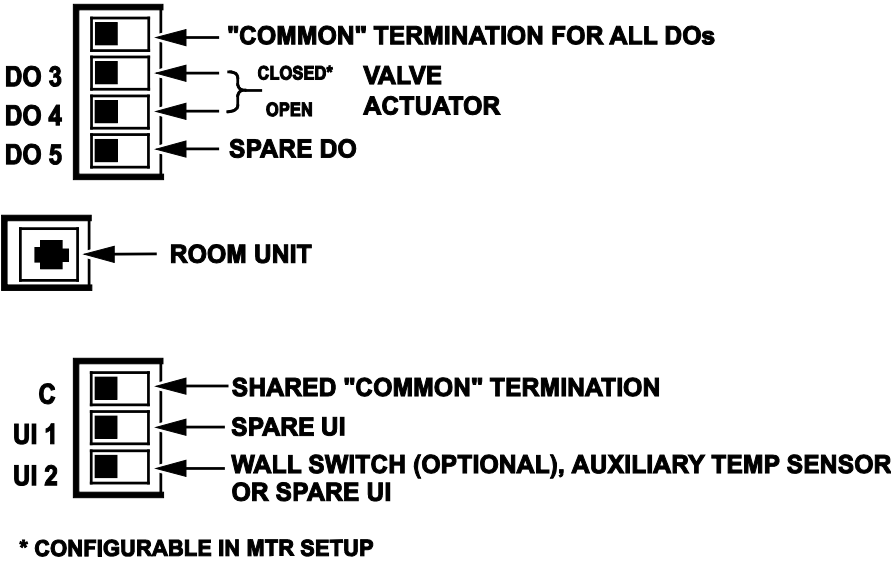 "COMMON" TERMINATION FOR ALL DOs
DO 3 CLOSED* VALVE
DO 4 OPEN ACTUATOR
DO 5 SPARE DO
ROOM UNIT
C SHARED "COMMON" TERMINATION
UI 1 SPARE UI
UI 2 WALL SWITCH (OPTIONAL), AUXILIARY TEMP SENSOR
OR SPARE UI
* CONFIGURABLE IN MTR SETUP